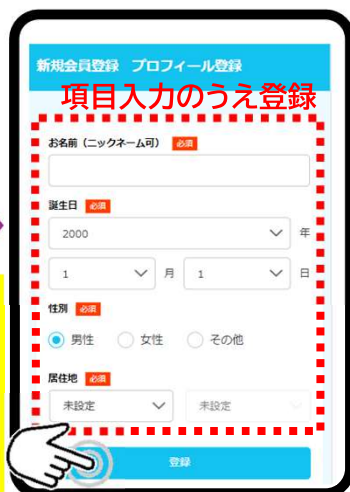 新規会員登録　プロフィール登録
項目入力のうえ登録
お名前（ニックネーム可） 必須
誕生日 必須
2000 年
1 月 1 日
性別 必須
男性 女性 その他
居住地 必須
未設定 未設定
登録